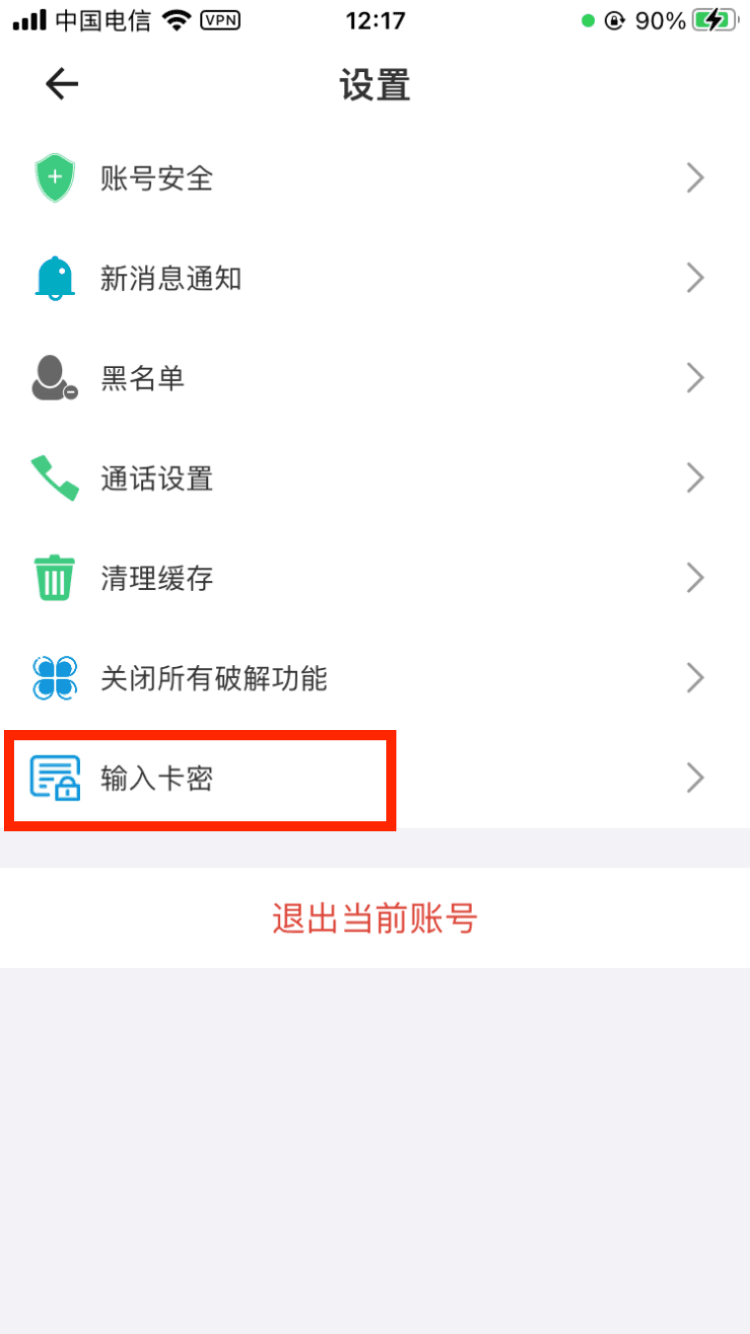 中国电信 VPN 12:17 90%
设置
账号安全
新消息通知
黑名单
通话设置
清理缓存
关闭所有破解功能
输入卡密
退出当前账号